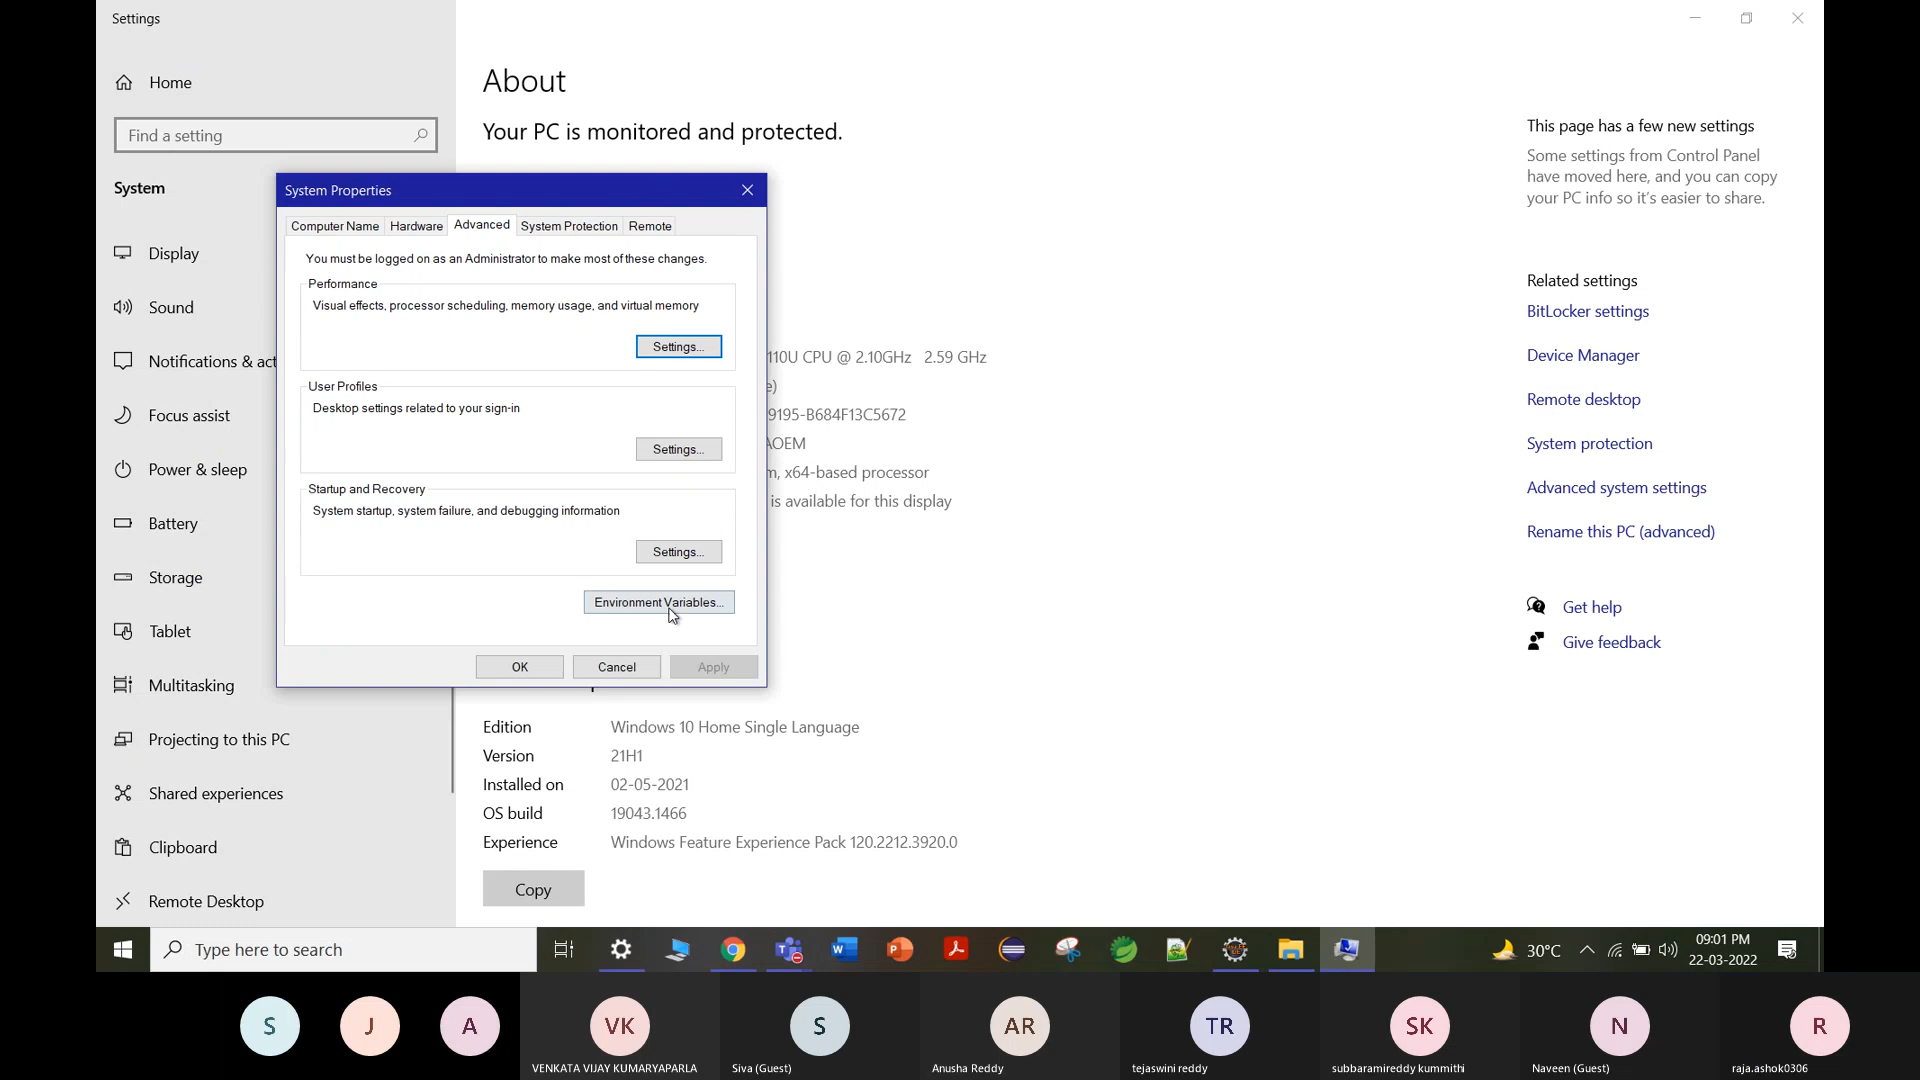 Settings
Home
Find a setting
System
Display
Sound
Notifications & act
Focus assist
Power & sleep
Battery
Storage
Tablet
Multitasking
Projecting to this PC
Shared experiences
Clipboard
Remote Desktop
About
Your PC is monitored and protected.
System Properties
Computer Name
Hardware
Advanced
System Protection
Remote
You must be logged on as an Administrator to make most of these changes.
Performance
Visual effects, processor scheduling, memory usage, and virtual memory
Settings...
User Profiles
Desktop settings related to your sign-in
Settings...
Startup and Recovery
System startup, system failure, and debugging information
Settings...
Environment Variables...
OK
Cancel
Apply
110U CPU @ 2.10GHz 2.59 GHz
e)
9195-B684F13C5672
AOEM
m, x64-based processor
is available for this display
Edition Windows 10 Home Single Language
Version 21H1
Installed on 02-05-2021
OS build 19043.1466
Experience Windows Feature Experience Pack 120.2212.3920.0
Copy
This page has a few new settings
Some settings from Control Panel
have moved here, and you can copy
your PC info so it's easier to share.
Related settings
BitLocker settings
Device Manager
Remote desktop
System protection
Advanced system settings
Rename this PC (advanced)
Get help
Give feedback
Type here to search
30°C
09:01 PM
22-03-2022
S
J
A
VK
VENKATA VIJAY KUMARYAPARLA
S
Siva (Guest)
AR
Anusha Reddy
TR
tejaswini reddy
SK
subbaramireddy kummithi
N
Naveen (Guest)
R
raja.ashok0306